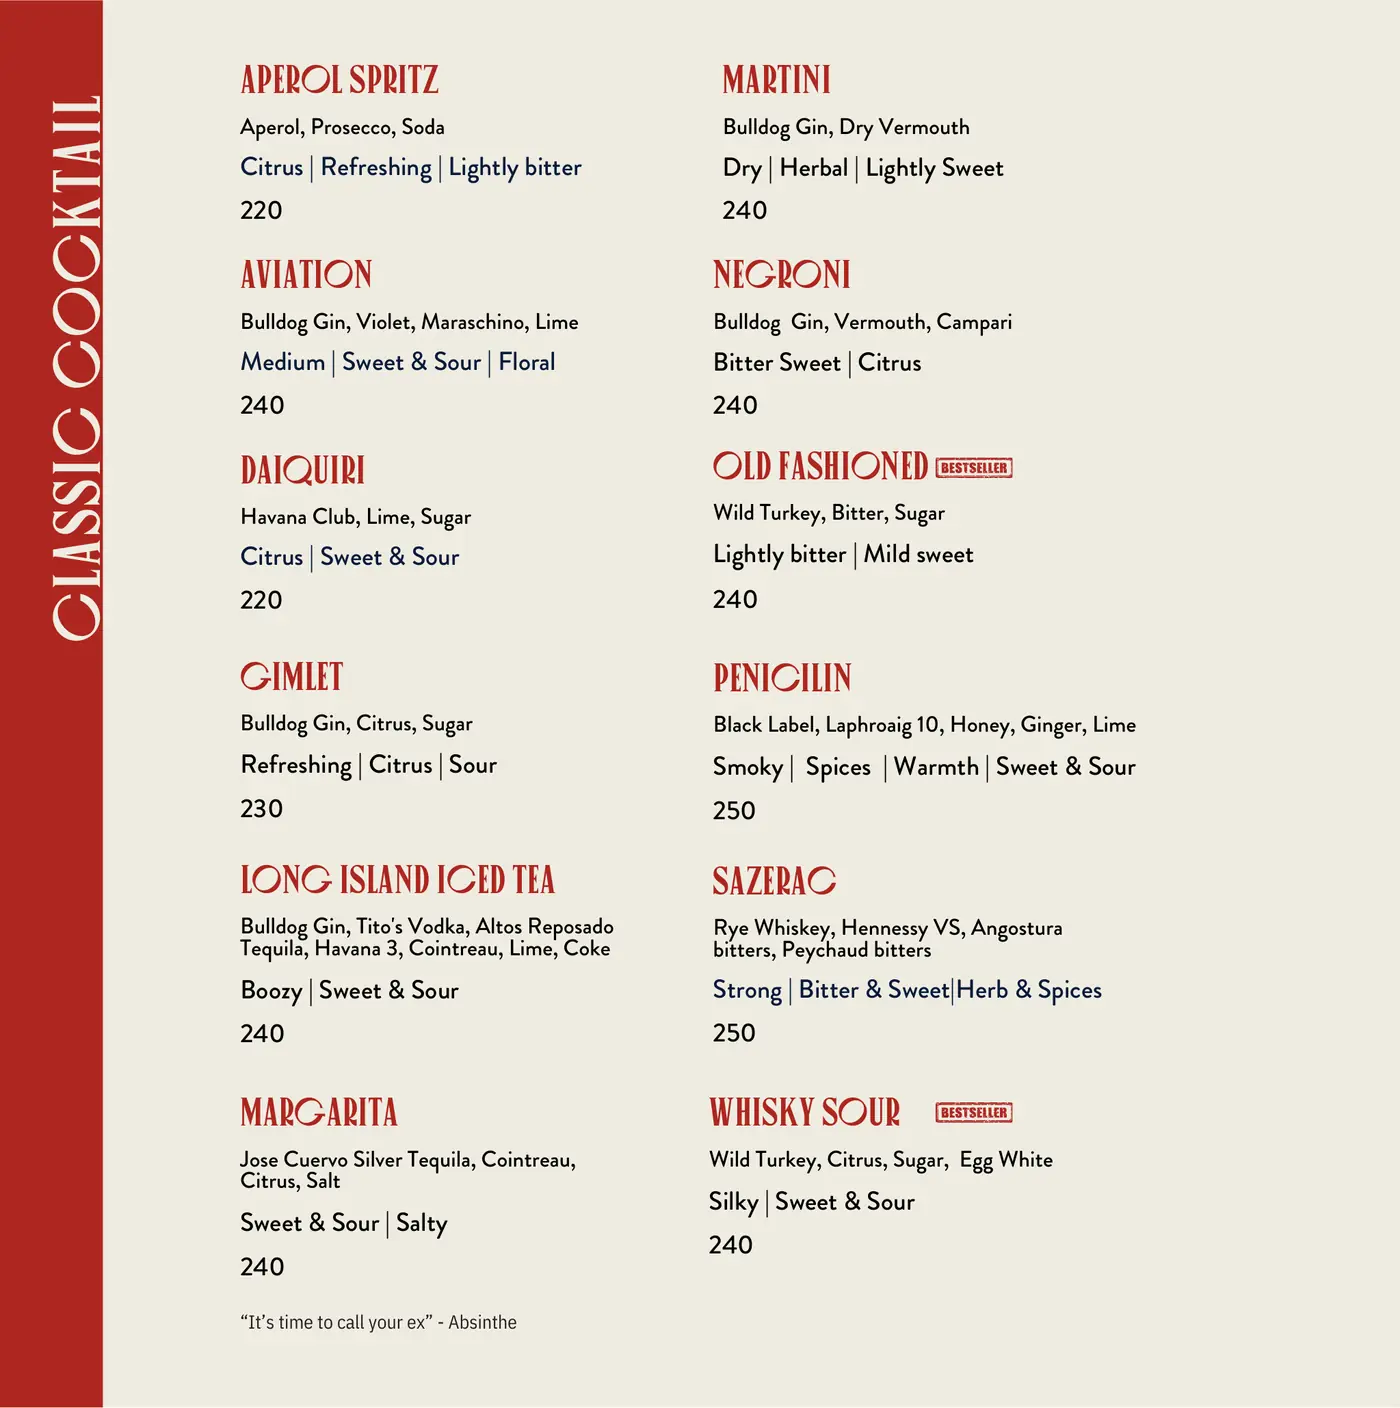 CLASSIC COCKTAIL
APEROL SPRITZ
Aperol, Prosecco, Soda
Citrus | Refreshing | Lightly bitter
220
AVIATION
Bulldog Gin, Violet, Maraschino, Lime
Medium | Sweet & Sour | Floral
240
DAIQUIRI
Havana Club, Lime, Sugar
Citrus | Sweet & Sour
220
GIMLET
Bulldog Gin, Citrus, Sugar
Refreshing | Citrus | Sour
230
LONG ISLAND ICED TEA
Bulldog Gin, Tito's Vodka, Altos Reposado
Tequila, Havana 3, Cointreau, Lime, Coke
Boozy | Sweet & Sour
240
MARGARITA
Jose Cuervo Silver Tequila, Cointreau,
Citrus, Salt
Sweet & Sour | Salty
240
“It’s time to call your ex” - Absinthe
MARTINI
Bulldog Gin, Dry Vermouth
Dry | Herbal | Lightly Sweet
240
NEGRONI
Bulldog Gin, Vermouth, Campari
Bitter Sweet | Citrus
240
OLD FASHIONED BESTSELLER
Wild Turkey, Bitter, Sugar
Lightly bitter | Mild sweet
240
PENICILIN
Black Label, Laphroaig 10, Honey, Ginger, Lime
Smoky | Spices | Warmth | Sweet & Sour
250
SAZERAC
Rye Whiskey, Hennessy VS, Angostura
bitters, Peychaud bitters
Strong | Bitter & Sweet|Herb & Spices
250
WHISKY SOUR BESTSELLER
Wild Turkey, Citrus, Sugar, Egg White
Silky | Sweet & Sour
240